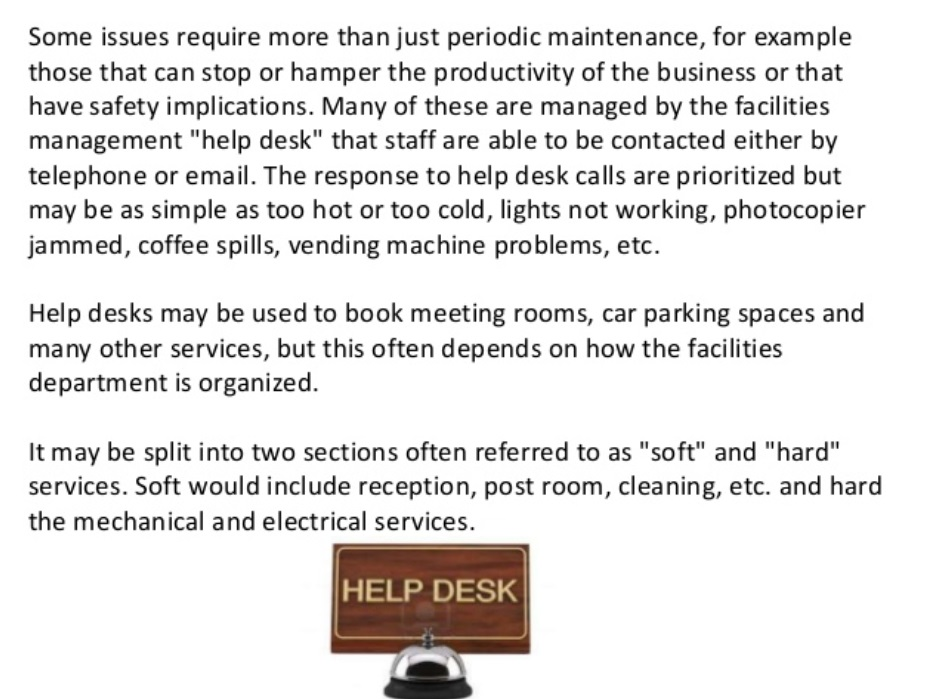 Some issues require more than just periodic maintenance, for example
those that can stop or hamper the productivity of the business or that
have safety implications. Many of these are managed by the facilities
management "help desk" that staff are able to be contacted either by
telephone or email. The response to help desk calls are prioritized but
may be as simple as too hot or too cold, lights not working, photocopier
jammed, coffee spills, vending machine problems, etc.
Help desks may be used to book meeting rooms, car parking spaces and
many other services, but this often depends on how the facilities
department is organized.
It may be split into two sections often referred to as "soft" and "hard"
services. Soft would include reception, post room, cleaning, etc. and hard
the mechanical and electrical services.
HELP DESK